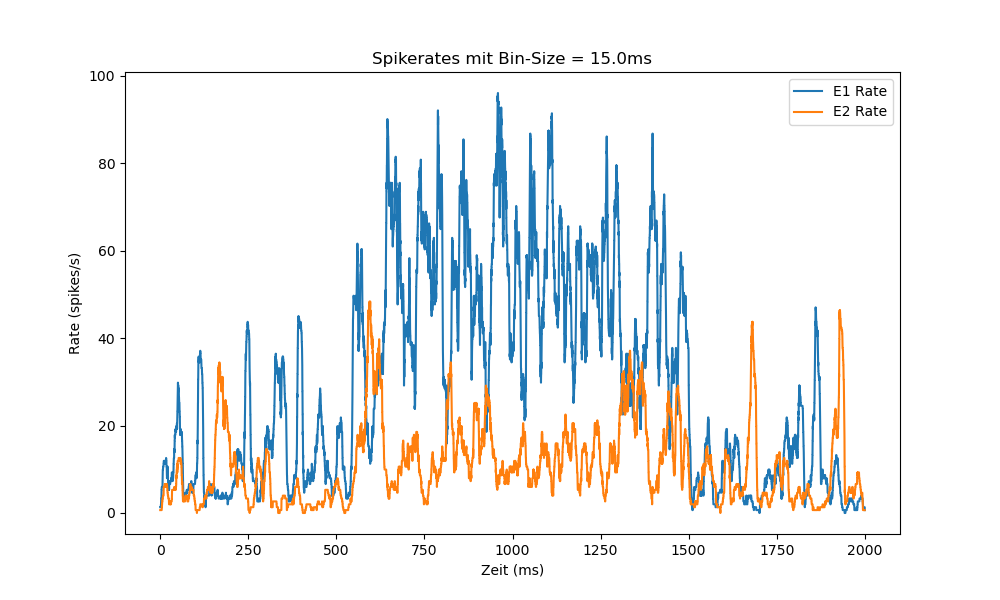 Spikerates mit Bin-Size = 15.0ms
E1 Rate
E2 Rate
100
80
60
40
20
0
Rate (spikes/s)
0 250 500 750 1000 1250 1500 1750 2000
Zeit (ms)